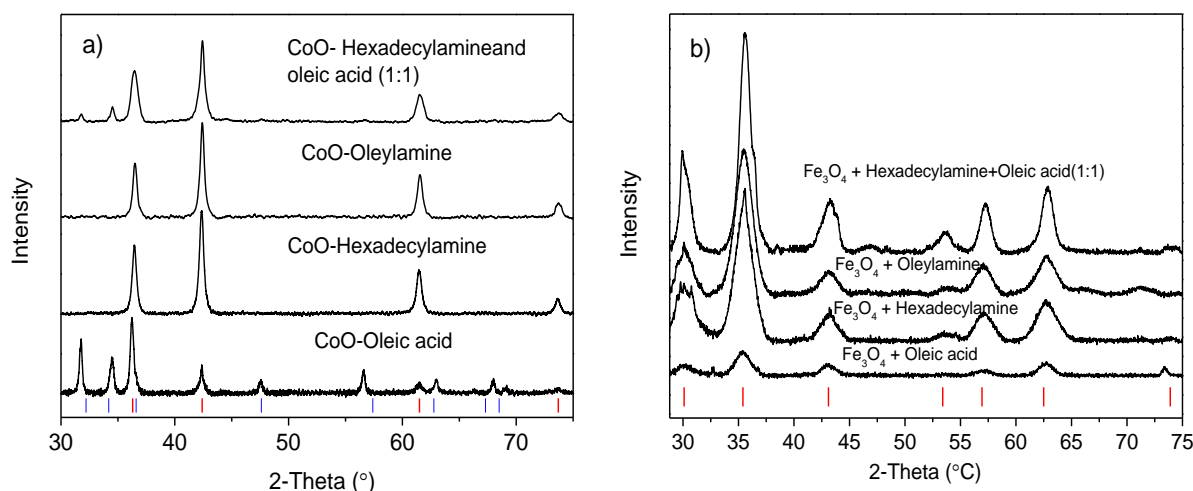 a)
CoO- Hexadecylamineand
oleic acid (1:1)
CoO-Oleylamine
CoO-Hexadecylamine
CoO-Oleic acid
Intensity
30 40 50 60 70
2-Theta (°)
b)
Fe3O4 + Hexadecylamine+Oleic acid(1:1)
Fe3O4 + Oleylamine
Fe3O4 + Hexadecylamine
Fe3O4 + Oleic acid
Intensity
30 35 40 45 50 55 60 65 70 75
2-Theta (°C)